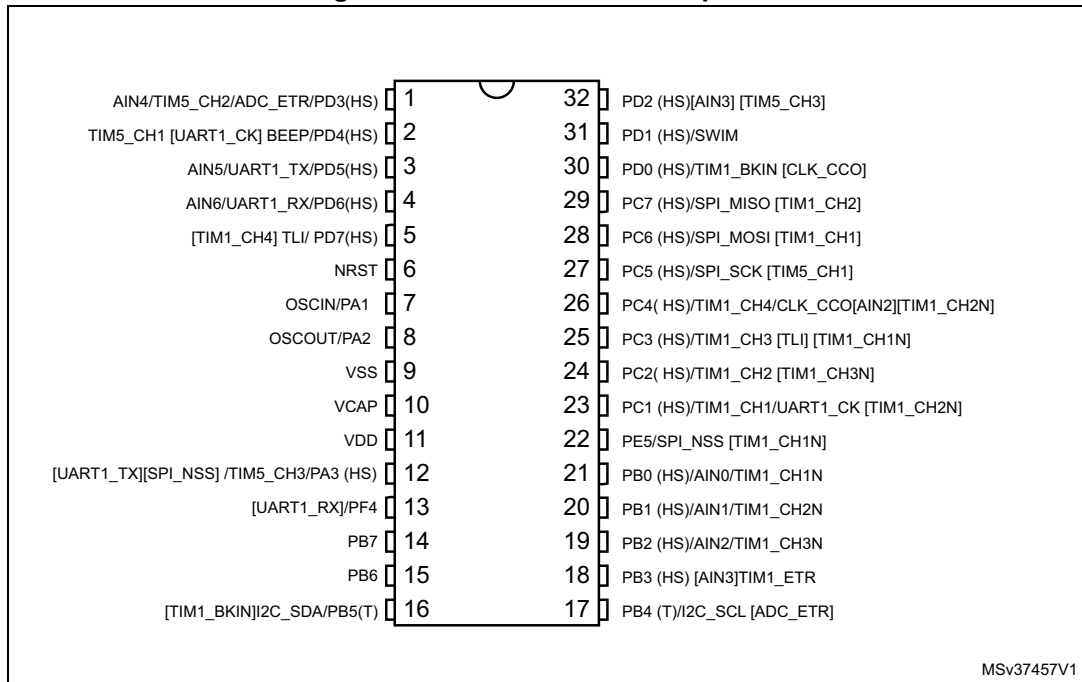 AIN4/TIM5_CH2/ADC_ETR/PD3(HS) 1 32 PD2 (HS)[AIN3] [TIM5_CH3]
TIM5_CH1 [UART1_CK] BEEP/PD4(HS) 2 31 PD1 (HS)/SWIM
AIN5/UART1_TX/PD5(HS) 3 30 PD0 (HS)/TIM1_BKIN [CLK_CCO]
AIN6/UART1_RX/PD6(HS) 4 29 PC7 (HS)/SPI_MISO [TIM1_CH2]
[TIM1_CH4] TLI/ PD7(HS) 5 28 PC6 (HS)/SPI_MOSI [TIM1_CH1]
NRST 6 27 PC5 (HS)/SPI_SCK [TIM5_CH1]
OSCIN/PA1 7 26 PC4( HS)/TIM1_CH4/CLK_CCO[AIN2][TIM1_CH2N]
OSCOUT/PA2 8 25 PC3 (HS)/TIM1_CH3 [TLI] [TIM1_CH1N]
VSS 9 24 PC2( HS)/TIM1_CH2 [TIM1_CH3N]
VCAP 10 23 PC1 (HS)/TIM1_CH1/UART1_CK [TIM1_CH2N]
VDD 11 22 PE5/SPI_NSS [TIM1_CH1N]
[UART1_TX][SPI_NSS] /TIM5_CH3/PA3 (HS) 12 21 PB0 (HS)/AIN0/TIM1_CH1N
[UART1_RX]/PF4 13 20 PB1 (HS)/AIN1/TIM1_CH2N
PB7 14 19 PB2 (HS)/AIN2/TIM1_CH3N
PB6 15 18 PB3 (HS) [AIN3]TIM1_ETR
[TIM1_BKIN]I2C_SDA/PB5(T) 16 17 PB4 (T)/I2C_SCL [ADC_ETR]
MSv37457V1